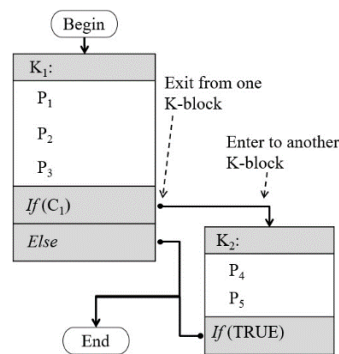 Begin
K₁:
P₁
P₂
P₃
If(C₁)
Else
Exit from one
K-block
Enter to another
K-block
K₂:
P₄
P₅
If(TRUE)
End